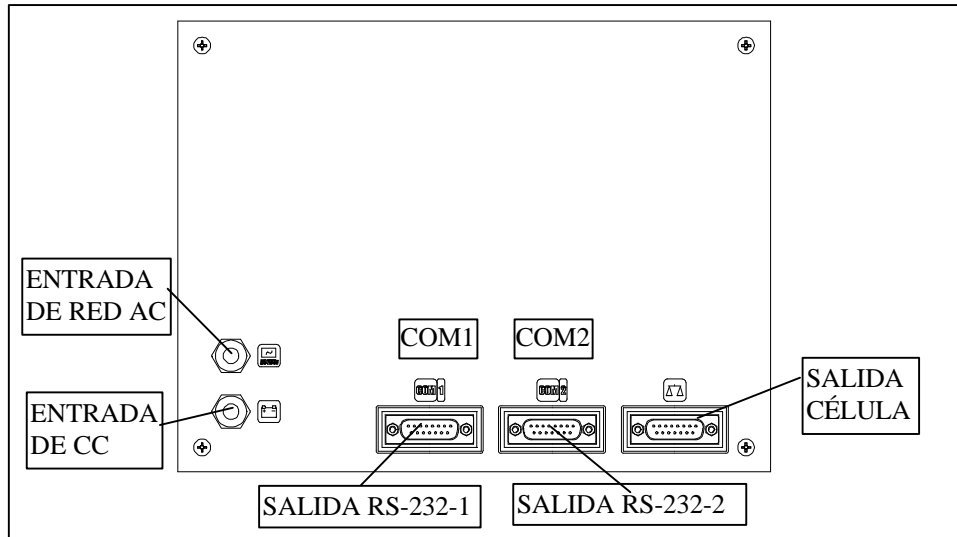 ENTRADA
DE RED AC
COM1
COM2
COM 1
COM 2
SALIDA
CÉLULA
ENTRADA
DE CC
SALIDA RS-232-1
SALIDA RS-232-2